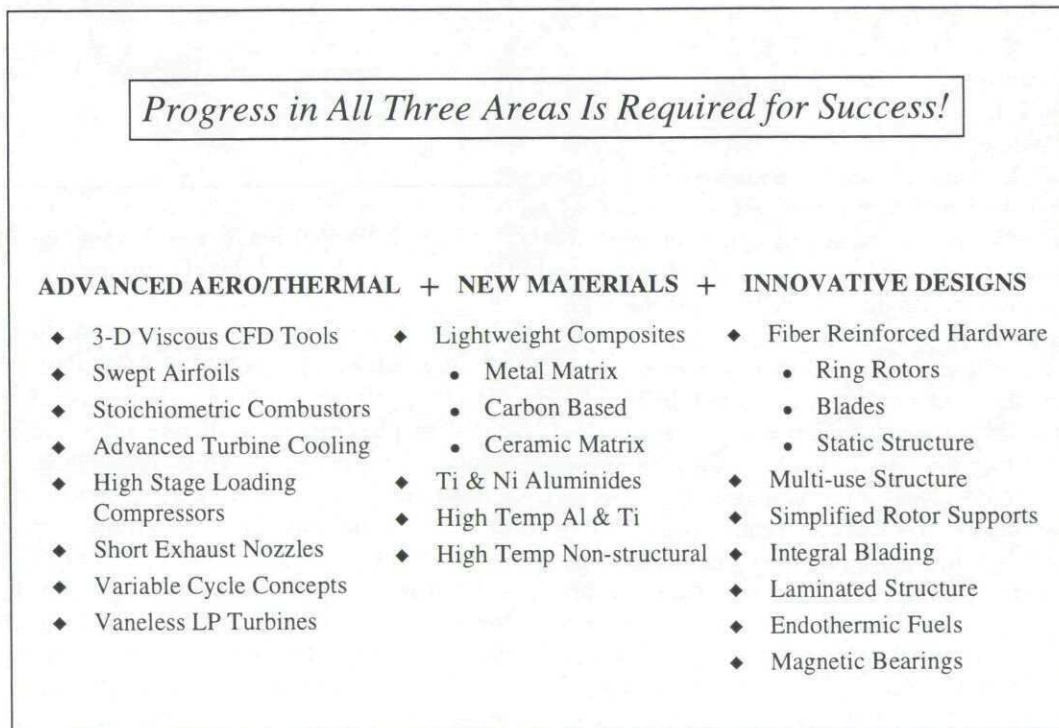 Progress in All Three Areas Is Required for Success!
ADVANCED AERO/THERMAL + NEW MATERIALS + INNOVATIVE DESIGNS
◆ 3-D Viscous CFD Tools
◆ Swept Airfoils
◆ Stoichiometric Combustors
◆ Advanced Turbine Cooling
◆ High Stage Loading
Compressors
◆ Short Exhaust Nozzles
◆ Variable Cycle Concepts
◆ Vaneless LP Turbines
◆ Lightweight Composites
• Metal Matrix
• Carbon Based
• Ceramic Matrix
◆ Ti & Ni Aluminides
◆ High Temp Al & Ti
◆ High Temp Non-structural
◆ Fiber Reinforced Hardware
• Ring Rotors
• Blades
• Static Structure
◆ Multi-use Structure
◆ Simplified Rotor Supports
◆ Integral Blading
◆ Laminated Structure
◆ Endothermic Fuels
◆ Magnetic Bearings